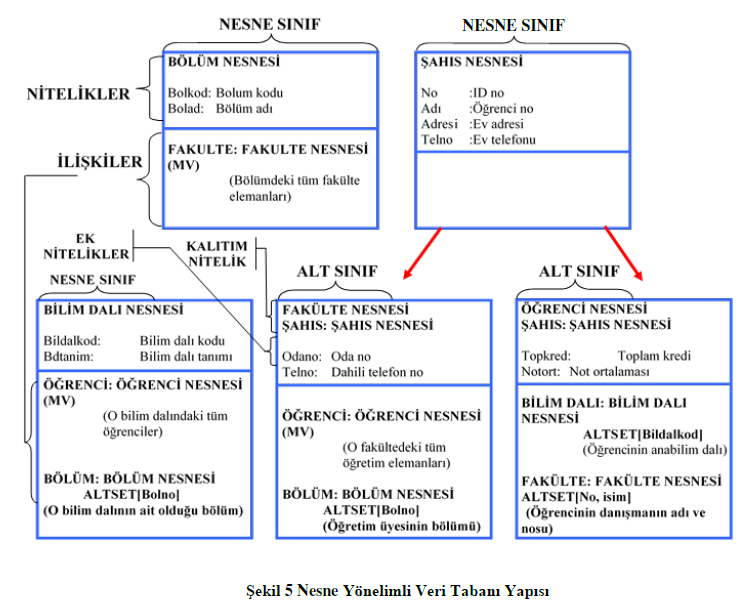 NESNE SINIF
NİTELİKLER
BÖLÜM NESNESİ
Bolkod: Bolum kodu
Bolad: Bölüm adı
İLİŞKİLER
FAKULTE: FAKULTE NESNESİ
(MV)
(Bölümdeki tüm fakülte
elemanları)
NESNE SINIF
ŞAHIS NESNESİ
No :ID no
Adı :Öğrenci no
Adresi :Ev adresi
Telno :Ev telefonu
EK
NİTELİKLER
KALITIM
NİTELİK
NESNE SINIF
BİLİM DALI NESNESİ
Bildalkod: Bilim dalı kodu
Bdtanim: Bilim dalı tanımı
ÖĞRENCİ: ÖĞRENCİ NESNESİ
(MV)
(O bilim dalındaki tüm
öğrenciler)
BÖLÜM: BÖLÜM NESNESİ
ALTSET[Bolno]
(O bilim dalının ait olduğu bölüm)
ALT SINIF
FAKÜLTE NESNESİ
ŞAHIS: ŞAHIS NESNESİ
Odano: Oda no
Telno: Dahili telefon no
ÖĞRENCİ: ÖĞRENCİ NESNESİ
(MV)
(O fakültedeki tüm
öğretim elemanları)
BÖLÜM: BÖLÜM NESNESİ
ALTSET[Bolno]
(Öğretim üyesinin bölümü)
ALT SINIF
ÖĞRENCİ NESNESİ
ŞAHIS: ŞAHIS NESNESİ
Topkred: Toplam kredi
Notort: Not ortalaması
BİLİM DALI: BİLİM DALI
NESNESİ
ALTSET[Bildalkod]
(Öğrencinin anabilim dalı)
FAKÜLTE: FAKÜLTE NESNESİ
ALTSET[No, isim]
(Öğrencinin danışmanın adı ve
nosu)
Şekil 5 Nesne Yönelimli Veri Tabanı Yapısı